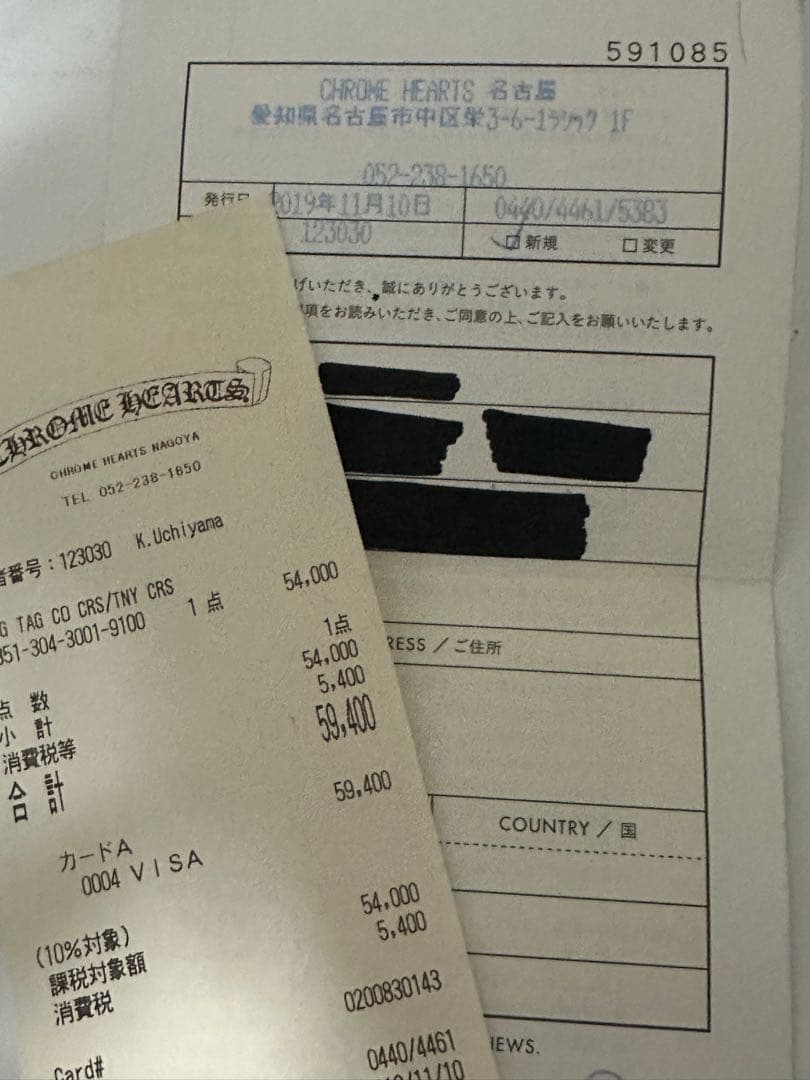 591085
CHROME HEARTS 名古屋
愛知県名古屋市中区栄3-6-1ラシック 1F
052-238-1650
発行日 2019年11月10日 0440/4461/5383
123030 新規 変更
げいただき、誠にありがとうございます。
項をお読みいただき、ご同意の上、ご記入をお願いいたします。
RESS / ご住所
COUNTRY / 国
IEWS.
CHROME HEARTS
CHROME HEARTS NAGOYA
TEL 052-238-1650
者番号:123030 K.Uchiyama
G TAG CO CRS/TNY CRS
351-304-3001-9100 1 点 54,000
点 数 1点
小 計 54,000
消費税等 5,400
合 計 59,400
カードA 59,400
0004 VISA
(10%対象)
課税対象額 54,000
消費税 5,400
0200830143
Card# 0440/4461
/11/10